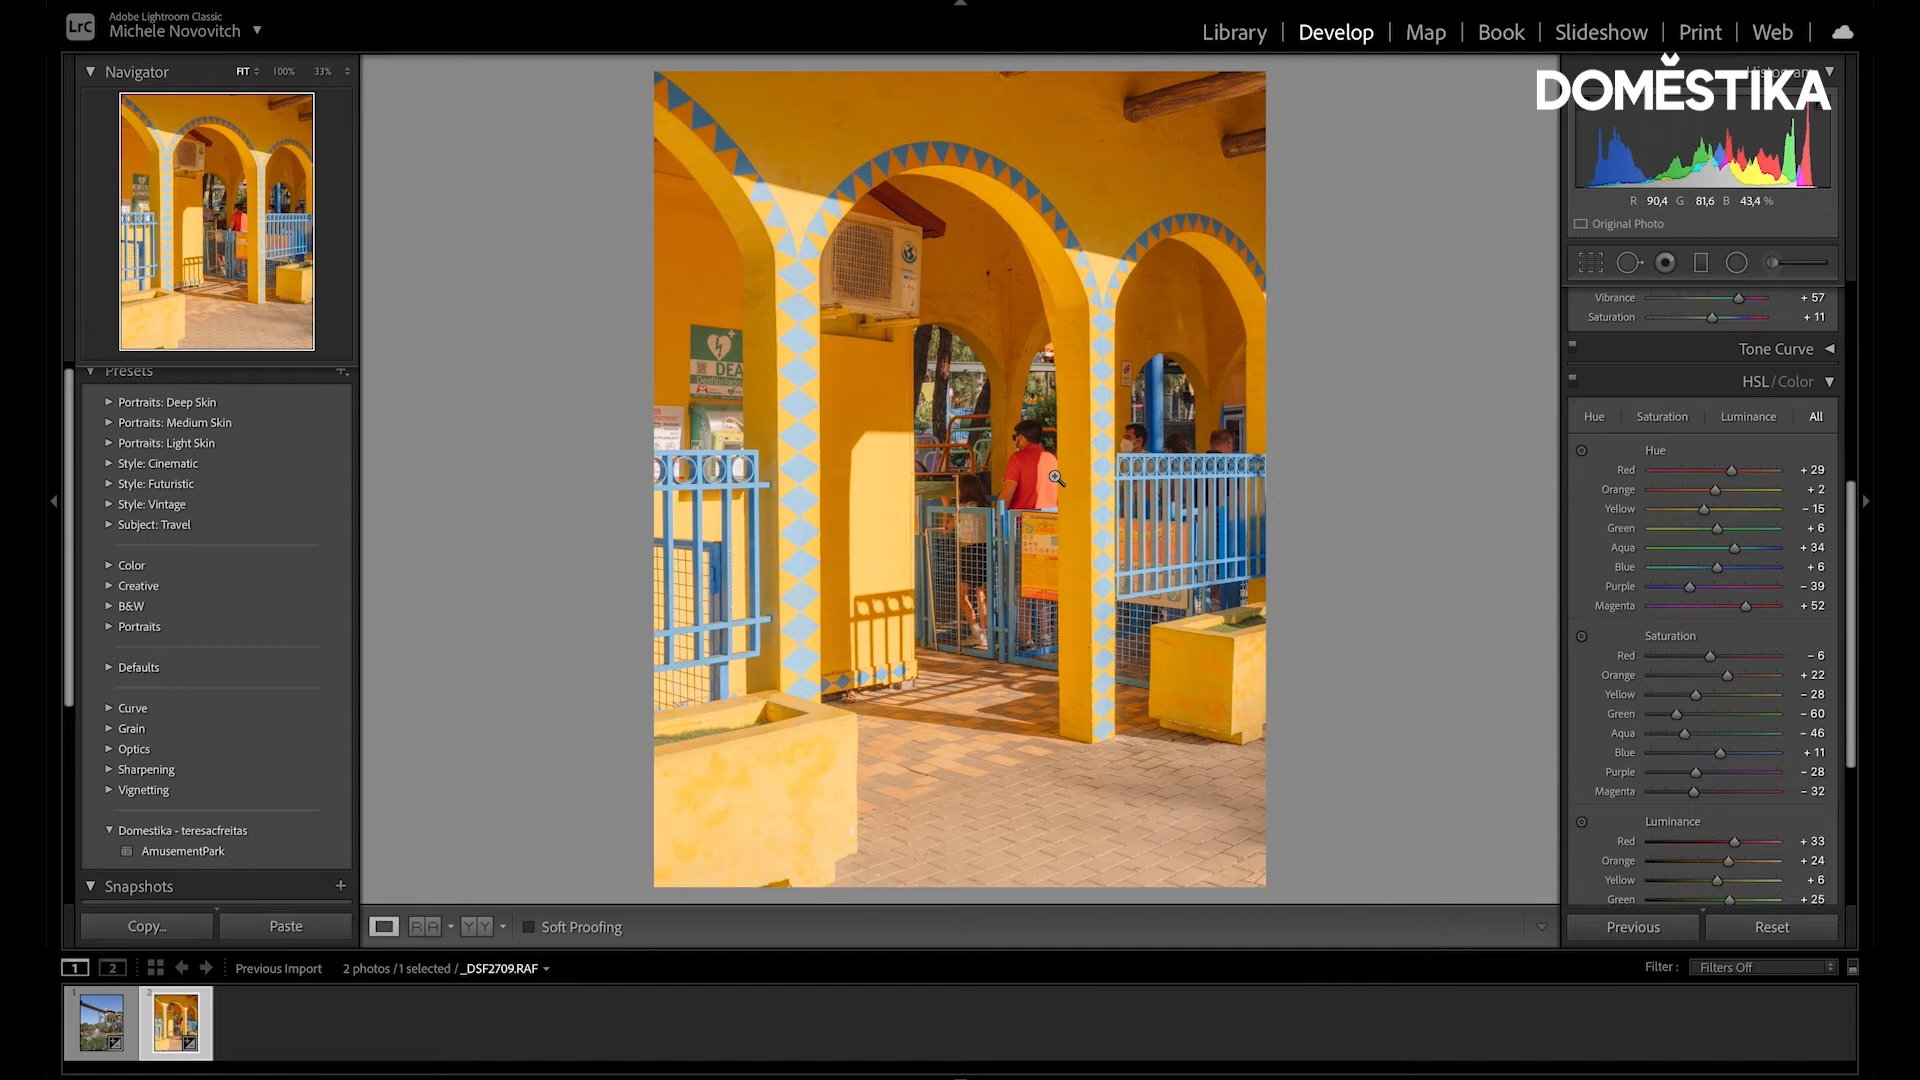 Adobe Lightroom Classic
Michele Novovitch
Library | Develop | Map | Book | Slideshow | Print | Web |
Navigator FIT 100% 33%
Presets
Portraits: Deep Skin
Portraits: Medium Skin
Portraits: Light Skin
Style: Cinematic
Style: Futuristic
Style: Vintage
Subject: Travel
Color
Creative
B&W
Portraits
Defaults
Curve
Grain
Optics
Sharpening
Vignetting
Domestika - teresacfreitas
AmusementPark
Snapshots +
Copy... Paste
DEA
Soft Proofing
Histogram
DOMĔSTIKA
R 90,4 G 81,6 B 43,4 %
Original Photo
Vibrance + 57
Saturation + 11
Tone Curve
HSL / Color
Hue Saturation Luminance All
Hue
Red + 29
Orange + 2
Yellow − 15
Green + 6
Aqua + 34
Blue + 6
Purple − 39
Magenta + 52
Saturation
Red − 6
Orange + 22
Yellow − 28
Green − 60
Aqua − 46
Blue + 11
Purple − 28
Magenta − 32
Luminance
Red + 33
Orange + 24
Yellow + 6
Green + 25
Previous Reset
1 2 Previous Import 2 photos /1 selected /_DSF2709.RAF
Filter : Filters Off
1 2